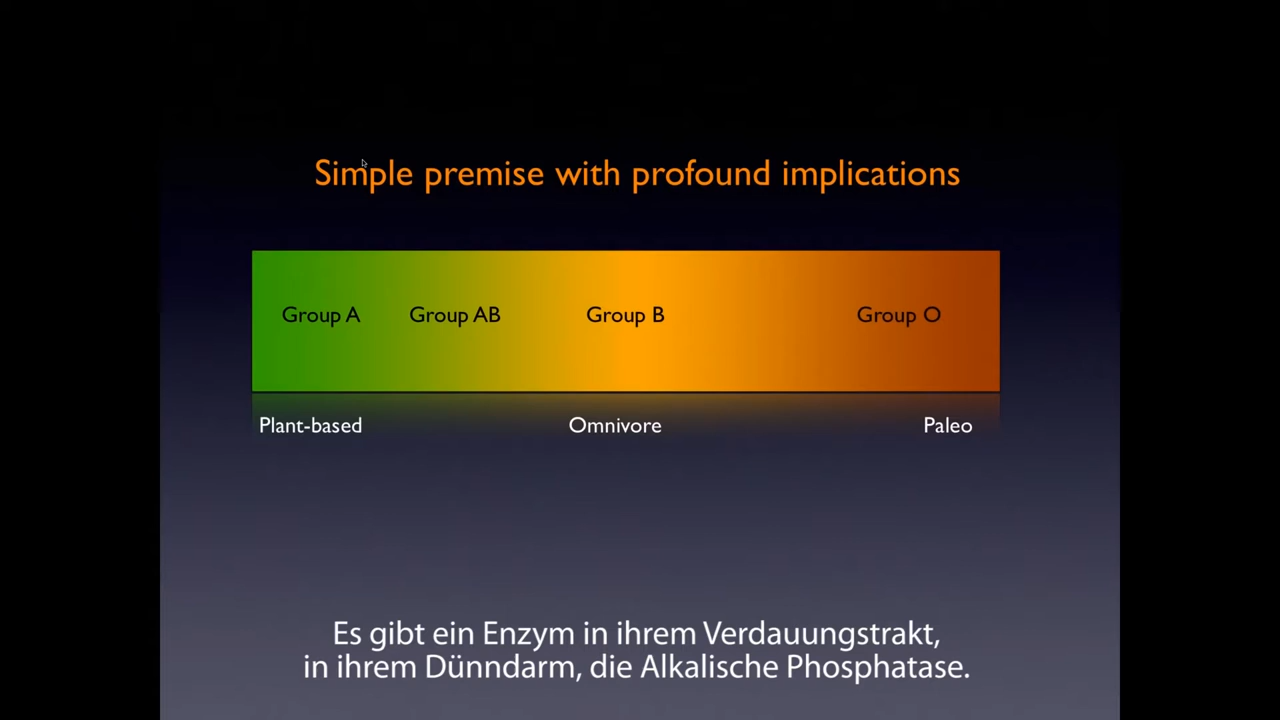 Simple premise with profound implications
Group A Group AB Group B Group O
Plant-based Omnivore Paleo
Es gibt ein Enzym in ihrem Verdauungstrakt,
in ihrem Dünndarm, die Alkalische Phosphatase.